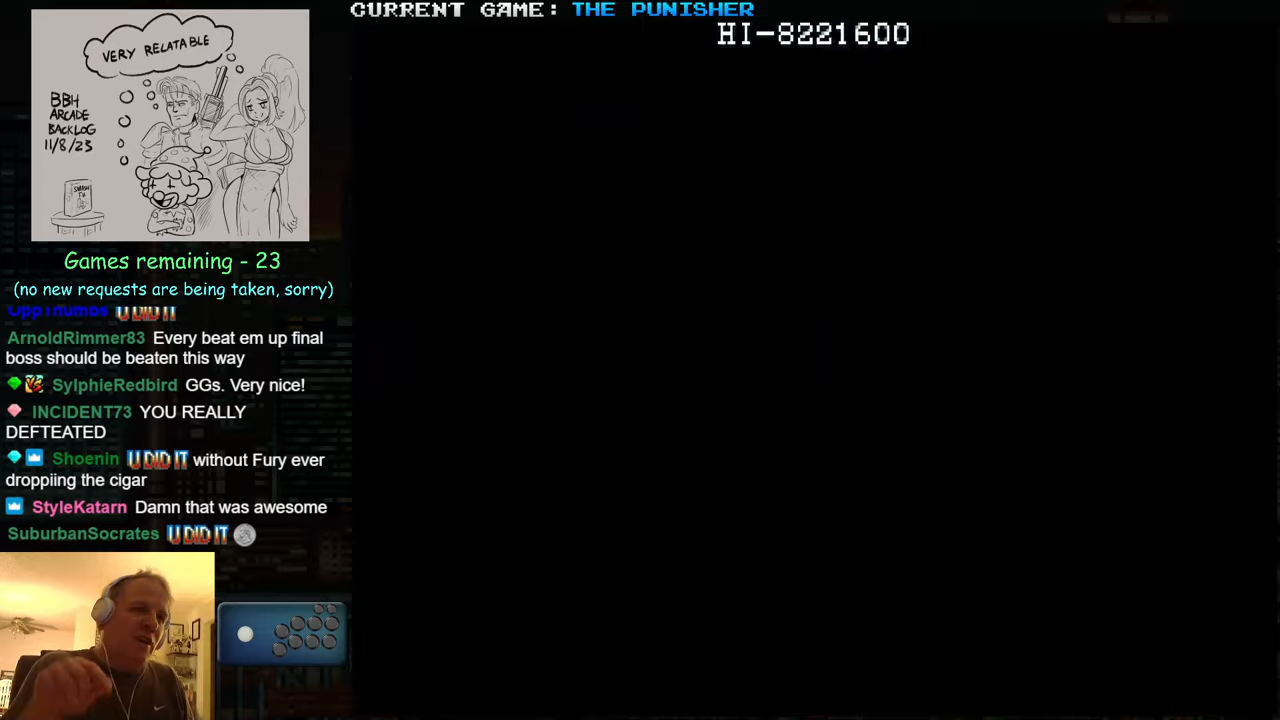 CURRENT GAME: THE PUNISHER
HI-8221600
VERY RELATABLE
BBH
ARCADE
BACKLOG
11/8/23
Games remaining - 23
(no new requests are being taken, sorry)
OppThumbs U DID IT
ArnoldRimmer83 Every beat em up final
boss should be beaten this way
SylphieRedbird GGs. Very nice!
INCIDENT73 YOU REALLY
DEFTEATED
Shoenin U DID IT without Fury ever
droppiing the cigar
StyleKatarn Damn that was awesome
SuburbanSocrates U DID IT